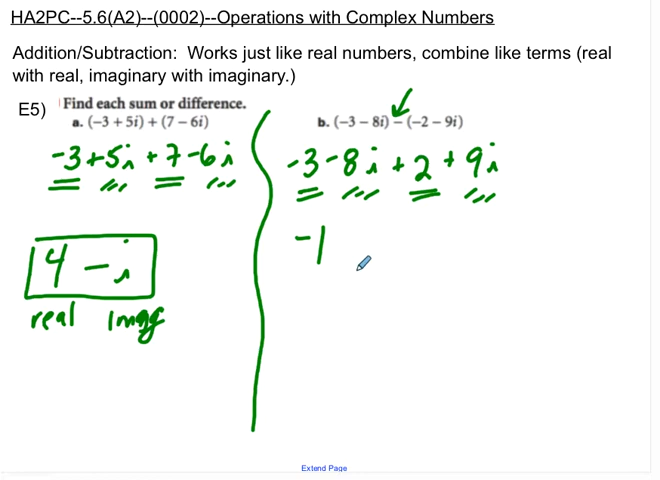 HA2PC--5.6(A2)--(0002)--Operations with Complex Numbers
Addition/Subtraction: Works just like real numbers, combine like terms (real
with real, imaginary with imaginary.)
E5) Find each sum or difference.
a. (−3 + 5i) + (7 − 6i)
-3+5i + 7-6i
4 - i
real Imag
b. (−3 − 8i) − (−2 − 9i)
-3-8i + 2 + 9i
-1
Extend Page